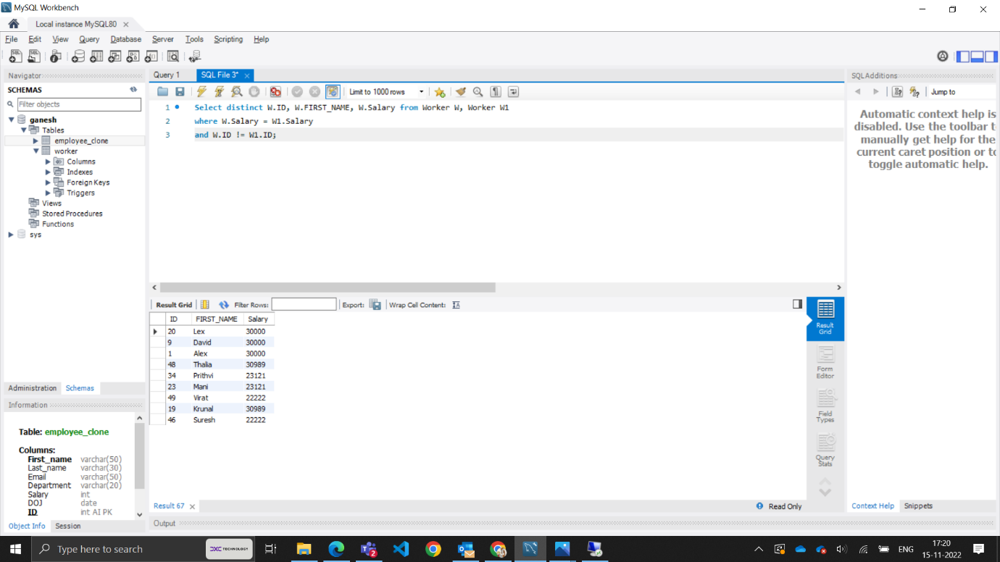 MySQL Workbench
Local instance MySQL80
File Edit View Query Database Server Tools Scripting Help
Navigator
SCHEMAS
Filter objects
ganesh
Tables
employee_clone
worker
Columns
Indexes
Foreign Keys
Triggers
Views
Stored Procedures
Functions
sys
Administration Schemas
Information
Table: employee_clone
Columns:
First_name varchar(50)
Last_name varchar(30)
Email varchar(50)
Department varchar(20)
Salary int
DOJ date
ID int AI PK
Object Info Session
Query 1 SQL File 3*
Limit to 1000 rows
1 Select distinct W.ID, W.FIRST_NAME, W.Salary from Worker W, Worker W1
2 where W.Salary = W1.Salary
3 and W.ID != W1.ID;
Result Grid Filter Rows: Export: Wrap Cell Content:
ID FIRST_NAME Salary
20 Lex 30000
9 David 30000
1 Alex 30000
48 Thalia 30989
34 Prithvi 23121
23 Mani 23121
49 Virat 22222
19 Krunal 30989
46 Suresh 22222
Result
Grid
Form
Editor
Field
Types
Query
Stats
Result 67 Read Only
Output
SQLAdditions
Jump to
Automatic context help is
disabled. Use the toolbar t
manually get help for the
current caret position or to
toggle automatic help.
Context Help Snippets
Type here to search
DXC TECHNOLOGY
2
ENG
17:20
15-11-2022